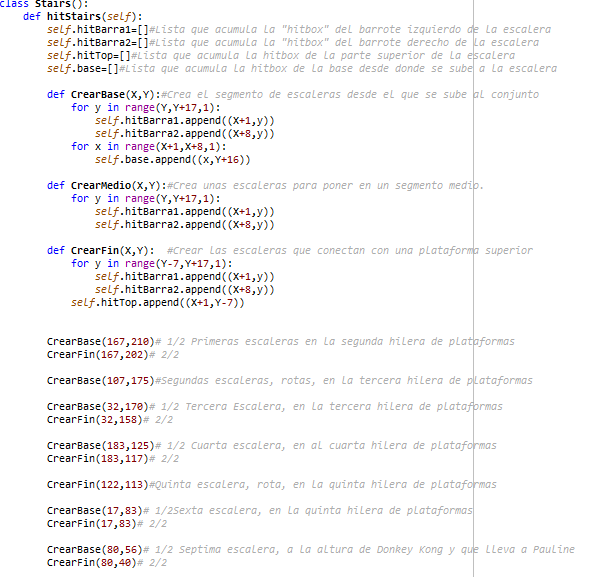 class Stairs():
    def hitStairs(self):
        self.hitBarra1=[]#Lista que acumula la "hitbox" del barrote izquierdo de la escalera
        self.hitBarra2=[]#Lista que acumula la "hitbox" del barrote derecho de la escalera
        self.hitTop=[]#Lista que acumula la hitbox de la parte superior de la escalera
        self.base=[]#Lista que acumula la hitbox de la base desde donde se sube a la escalera

        def CrearBase(X,Y):#Crea el segmento de escaleras desde el que se sube al conjunto
            for y in range(Y,Y+17,1):
                self.hitBarra1.append((X+1,y))
                self.hitBarra2.append((X+8,y))
            for x in range(X+1,X+8,1):
                self.base.append((x,Y+16))

        def CrearMedio(X,Y):#Crea unas escaleras para poner en un segmento medio.
            for y in range(Y,Y+17,1):
                self.hitBarra1.append((X+1,y))
                self.hitBarra2.append((X+8,y))

        def CrearFin(X,Y):  #Crear las escaleras que conectan con una plataforma superior
            for y in range(Y-7,Y+17,1):
                self.hitBarra1.append((X+1,y))
                self.hitBarra2.append((X+8,y))
            self.hitTop.append((X+1,Y-7))

        CrearBase(167,210)# 1/2 Primeras escaleras en la segunda hilera de plataformas
        CrearFin(167,202)# 2/2

        CrearBase(107,175)#Segundas escaleras, rotas, en la tercera hilera de plataformas

        CrearBase(32,170)# 1/2 Tercera Escalera, en la tercera hilera de plataformas
        CrearFin(32,158)# 2/2

        CrearBase(183,125)# 1/2 Cuarta escalera, en al cuarta hilera de plataformas
        CrearFin(183,117)# 2/2

        CrearFin(122,113)#Quinta escalera, rota, en la quinta hilera de plataformas

        CrearBase(17,83)# 1/2Sexta escalera, en la quinta hilera de plataformas
        CrearFin(17,83)# 2/2

        CrearBase(80,56)# 1/2 Septima escalera, a la altura de Donkey Kong y que lleva a Pauline
        CrearFin(80,40)# 2/2